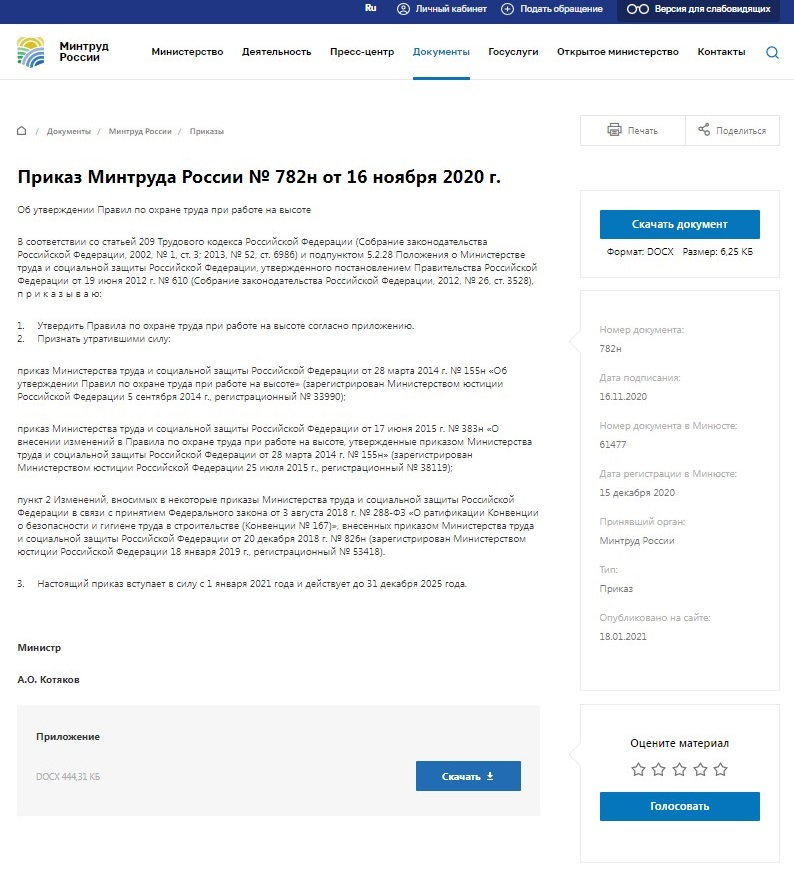 Ru Личный кабинет Подать обращение Версия для слабовидящих
Минтруд
России
Министерство Деятельность Пресс-центр Документы Госуслуги Открытое министерство Контакты
/ Документы / Минтруд России / Приказы
Печать Поделиться
Приказ Минтруда России № 782н от 16 ноября 2020 г.
Об утверждении Правил по охране труда при работе на высоте
В соответствии со статьей 209 Трудового кодекса Российской Федерации (Собрание законодательства
Российской Федерации, 2002, № 1, ст. 3; 2013, № 52, ст. 6986) и подпунктом 5.2.28 Положения о Министерстве
труда и социальной защиты Российской Федерации, утвержденного постановлением Правительства Российской
Федерации от 19 июня 2012 г. № 610 (Собрание законодательства Российской Федерации, 2012, № 26, ст. 3528),
п р и к а з ы в а ю:
1. Утвердить Правила по охране труда при работе на высоте согласно приложению.
2. Признать утратившими силу:
приказ Министерства труда и социальной защиты Российской Федерации от 28 марта 2014 г. № 155н «Об
утверждении Правил по охране труда при работе на высоте» (зарегистрирован Министерством юстиции
Российской Федерации 5 сентября 2014 г., регистрационный № 33990);
приказ Министерства труда и социальной защиты Российской Федерации от 17 июня 2015 г. № 383н «О
внесении изменений в Правила по охране труда при работе на высоте, утвержденные приказом Министерства
труда и социальной защиты Российской Федерации от 28 марта 2014 г. № 155н» (зарегистрирован
Министерством юстиции Российской Федерации 25 июля 2015 г., регистрационный № 38119);
пункт 2 Изменений, вносимых в некоторые приказы Министерства труда и социальной защиты Российской
Федерации в связи с принятием Федерального закона от 3 августа 2018 г. № 288-ФЗ «О ратификации Конвенции
о безопасности и гигиене труда в строительстве (Конвенции № 167)», внесенных приказом Министерства труда
и социальной защиты Российской Федерации от 20 декабря 2018 г. № 826н (зарегистрирован Министерством
юстиции Российской Федерации 18 января 2019 г., регистрационный № 53418).
3. Настоящий приказ вступает в силу с 1 января 2021 года и действует до 31 декабря 2025 года.
Министр
А.О. Котяков
Приложение
DOCX 444,31 КБ
Скачать
Скачать документ
Формат: DOCX Размер: 6,25 КБ
Номер документа:
782н
Дата подписания:
16.11.2020
Номер документа в Минюсте:
61477
Дата регистрации в Минюсте:
15 декабря 2020
Принявший орган:
Минтруд России
Тип:
Приказ
Опубликовано на сайте:
18.01.2021
Оцените материал
Голосовать